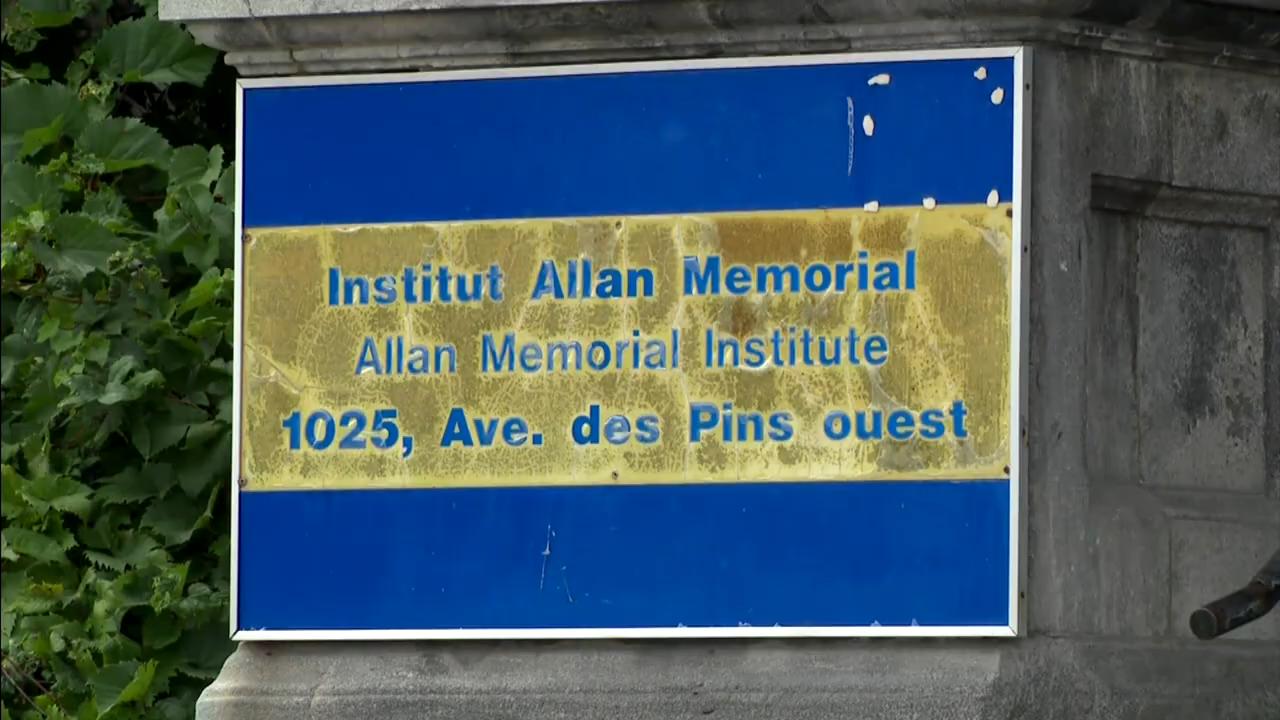 Institut Allan Memorial
Allan Memorial Institute
1025, Ave. des Pins ouest